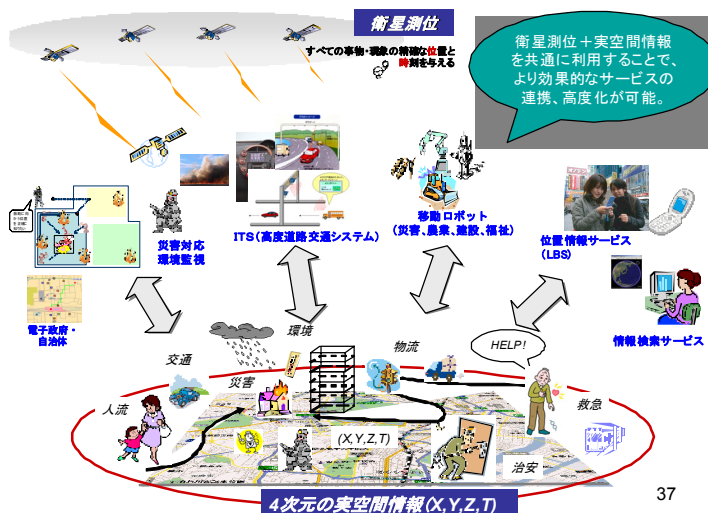 衛星測位
すべての事物・現象の精確な位置と
時刻を与える
衛星測位＋実空間情報
を共通に利用することで、
より効果的なサービスの
連携、高度化が可能。
災害対応
環境監視
ITS（高度道路交通システム）
移動ロボット
（災害、農業、建設、福祉）
位置情報サービス
（LBS）
電子政府・
自治体
情報検索サービス
環境
交通
災害
物流
HELP!
人流
救急
(X,Y,Z,T)
治安
4次元の実空間情報(X,Y,Z,T)
37